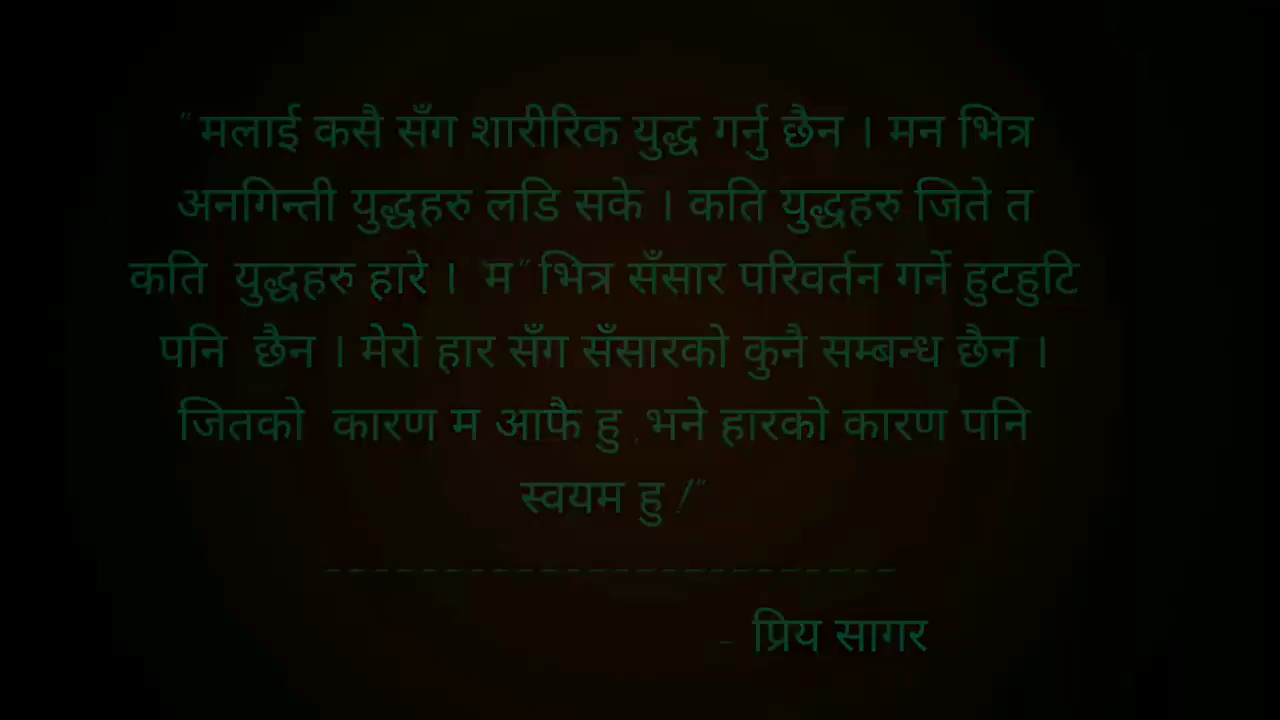 "मलाई कसै सँग शारीरिक युद्ध गर्नु छैन । मन भित्र
अनगिन्ती युद्धहरु लडि सके । कति युद्धहरु जिते त
कति युद्धहरु हारे । "म" भित्र सँसार परिवर्तन गर्ने हुटहुटि
पनि छैन । मेरो हार सँग सँसारको कुनै सम्बन्ध छैन ।
जितको कारण म आफै हु , भने हारको कारण पनि
स्वयम हु /"
-------------------------
- प्रिय सागर